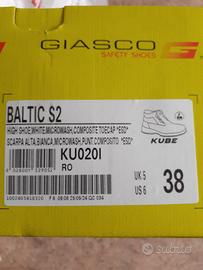 GIASCO
SAFETY SHOES
BALTIC S2
HIGH SHOE,WHITE,MICROWASH,COMPOSITE TOECAP *ESD*
SCARPA ALTA,BIANCA,MICROWASH,PUNT.COMPOSITO *ESD*
KU020I
RO
KUBE
UK 5
US 6
38
subito